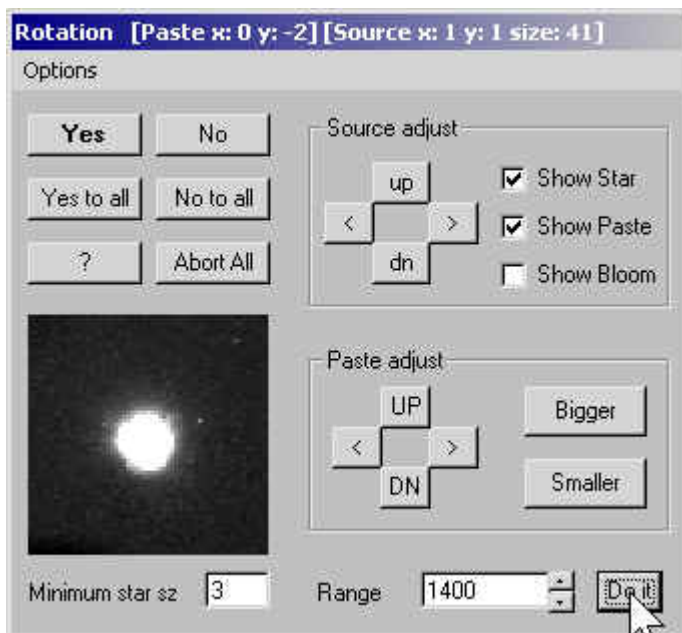 Rotation [Paste x: 0 y: -2] [Source x: 1 y: 1 size: 41]
Options
Yes
No
Yes to all
No to all
?
Abort All
Source adjust
up
<
>
dn
Show Star
Show Paste
Show Bloom
Paste adjust
UP
<
>
DN
Bigger
Smaller
Minimum star sz
3
Range
1400
Do it